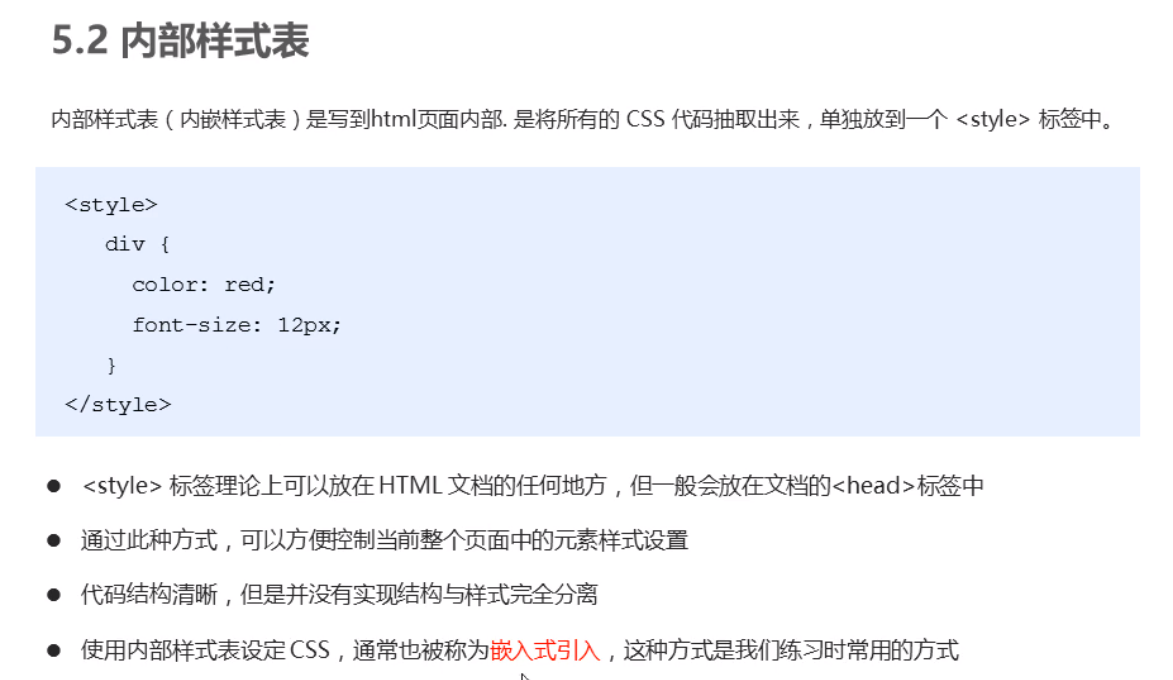 5.2 内部样式表
内部样式表（内嵌样式表）是写到html页面内部. 是将所有的 CSS 代码抽取出来，单独放到一个 <style> 标签中。
<style>
div {
color: red;
font-size: 12px;
}
</style>
● <style> 标签理论上可以放在 HTML 文档的任何地方，但一般会放在文档的<head>标签中
● 通过此种方式，可以方便控制当前整个页面中的元素样式设置
● 代码结构清晰，但是并没有实现结构与样式完全分离
● 使用内部样式表设定 CSS，通常也被称为嵌入式引入，这种方式是我们练习时常用的方式